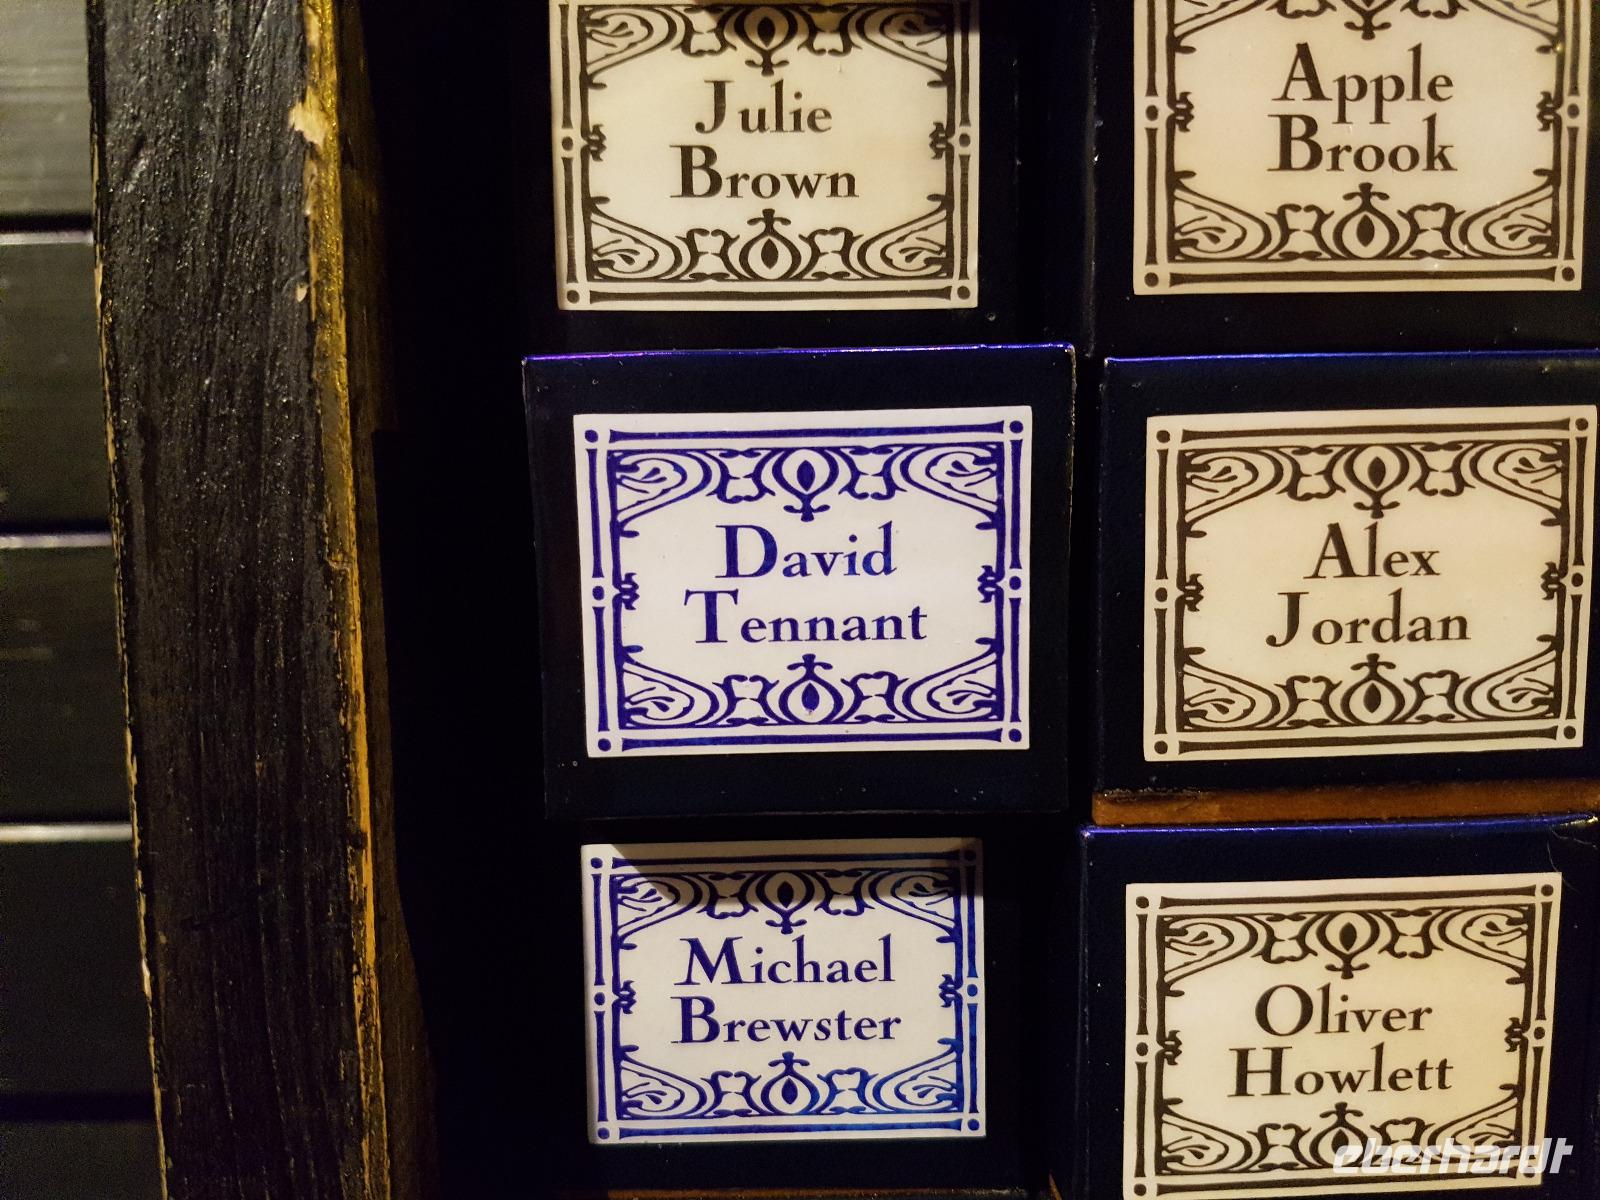 Julie
Brown
Apple
Brook
David
Tennant
Alex
Jordan
Michael
Brewster
Oliver
Howlett
eberhardt